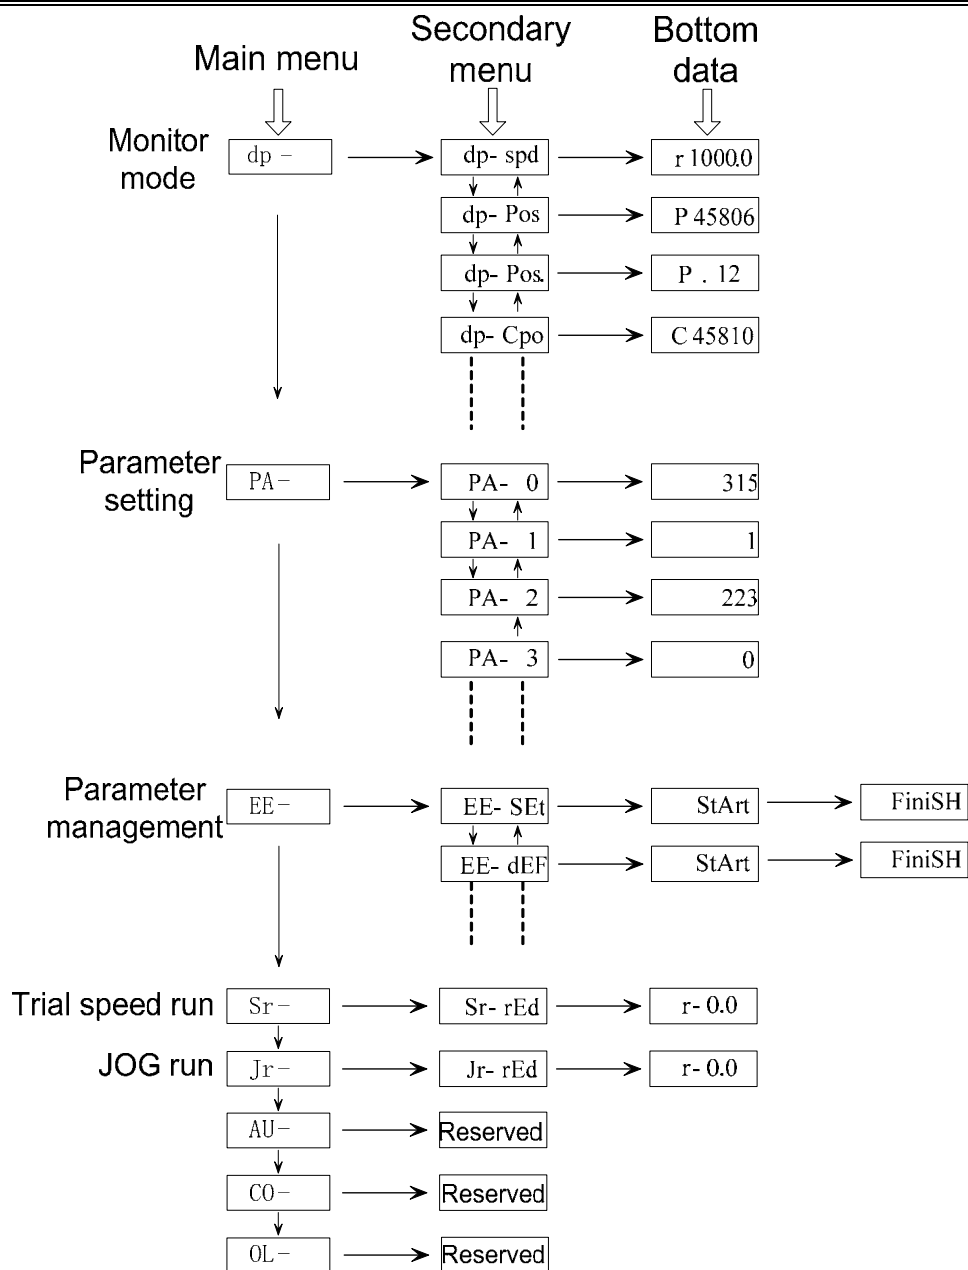 Main menu
Secondary
menu
Bottom
data
Monitor
mode
dp -
dp- spd
r 1000.0
dp- Pos
P 45806
dp- Pos.
P . 12
dp- Cpo
C 45810
Parameter
setting
PA-
PA- 0
315
PA- 1
1
PA- 2
223
PA- 3
0
Parameter
management
EE-
EE- SEt
StArt
FiniSH
EE- dEF
StArt
FiniSH
Trial speed run
Sr-
Sr- rEd
r- 0.0
JOG run
Jr-
Jr- rEd
r- 0.0
AU-
Reserved
CO-
Reserved
OL-
Reserved